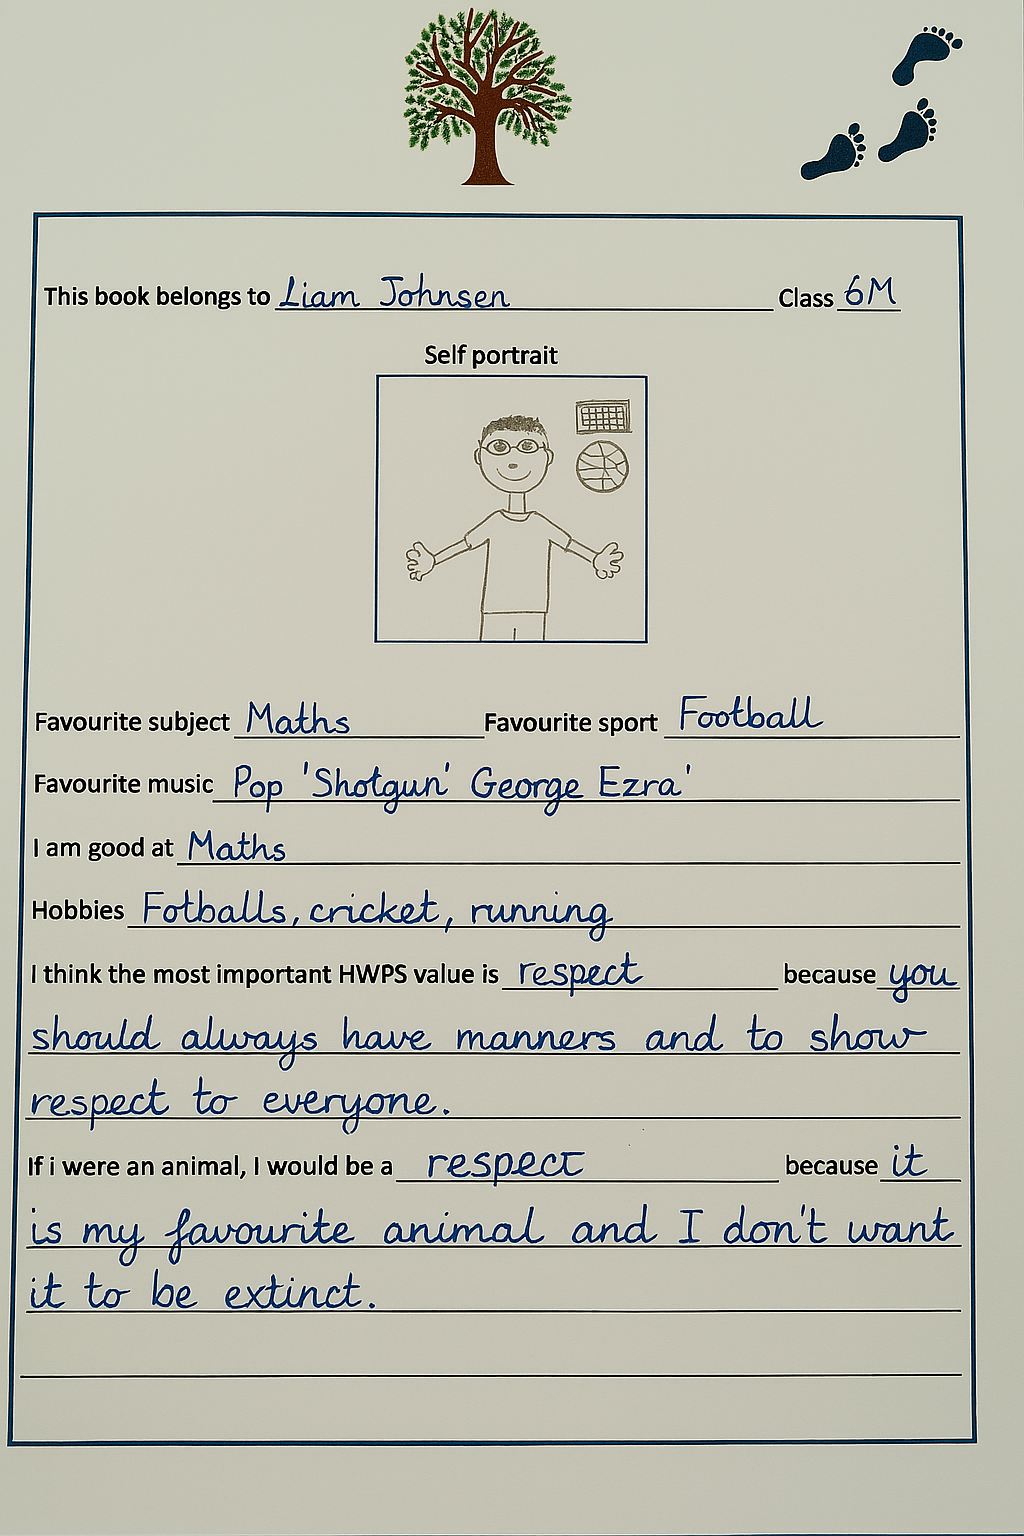 This book belongs to Liam Johnsen Class 6M
Self portrait
Favourite subject Maths Favourite sport Football
Favourite music Pop 'Shotgun' George Ezra'
I am good at Maths
Hobbies Fotballs, cricket, running
I think the most important HWPS value is respect because you
should always have manners and to show
respect to everyone.
If i were an animal, I would be a respect because it
is my favourite animal and I don't want
it to be extinct.